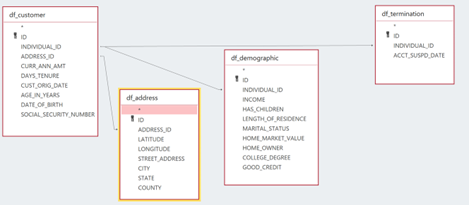 df_customer
*
ID
INDIVIDUAL_ID
ADDRESS_ID
CURR_ANN_AMT
DAYS_TENURE
CUST_ORIG_DATE
AGE_IN_YEARS
DATE_OF_BIRTH
SOCIAL_SECURITY_NUMBER
df_address
*
ID
ADDRESS_ID
LATITUDE
LONGITUDE
STREET_ADDRESS
CITY
STATE
COUNTY
df_demographic
*
ID
INDIVIDUAL_ID
INCOME
HAS_CHILDREN
LENGTH_OF_RESIDENCE
MARITAL_STATUS
HOME_MARKET_VALUE
HOME_OWNER
COLLEGE_DEGREE
GOOD_CREDIT
df_termination
*
ID
INDIVIDUAL_ID
ACCT_SUSPD_DATE